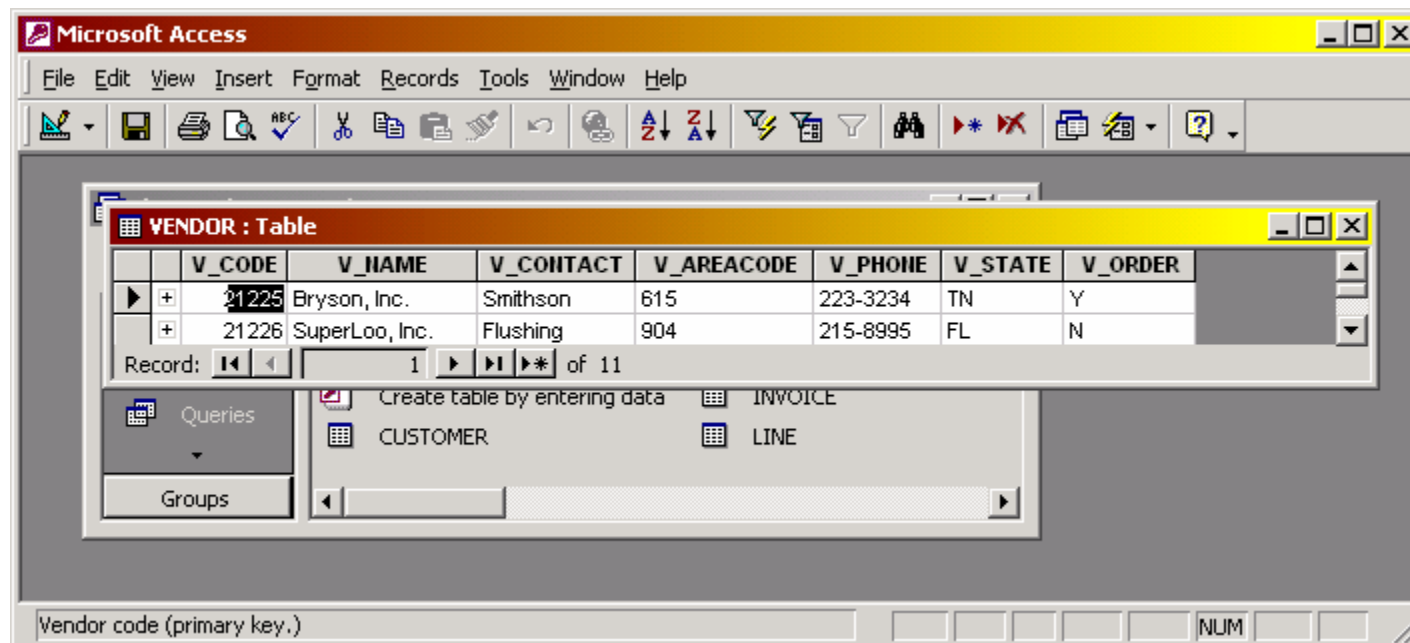 Microsoft Access
File Edit View Insert Format Records Tools Window Help
VENDOR : Table
V_CODE V_NAME V_CONTACT V_AREACODE V_PHONE V_STATE V_ORDER
21225 Bryson, Inc. Smithson 615 223-3234 TN Y
21226 SuperLoo, Inc. Flushing 904 215-8995 FL N
Record: 1 of 11
Queries Create table by entering data INVOICE
CUSTOMER LINE
Groups
Vendor code (primary key.) NUM